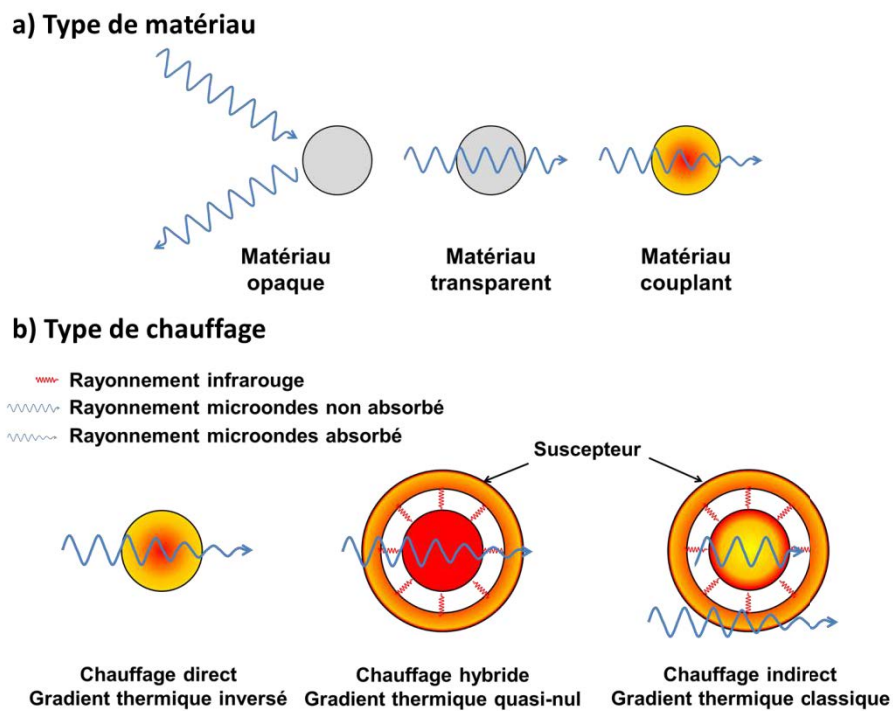 a) Type de matériau
Matériau
opaque
Matériau
transparent
Matériau
couplant
b) Type de chauffage
Rayonnement infrarouge
Rayonnement microondes non absorbé
Rayonnement microondes absorbé
Suscepteur
Chauffage direct
Gradient thermique inversé
Chauffage hybride
Gradient thermique quasi-nul
Chauffage indirect
Gradient thermique classique